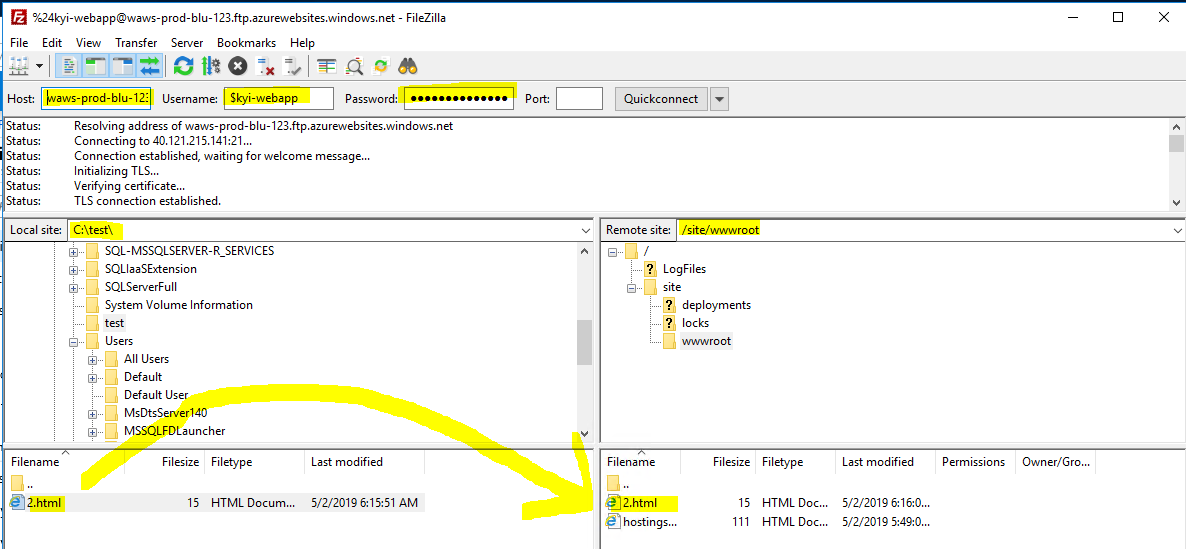 %24kyi-webapp@waws-prod-blu-123.ftp.azurewebsites.windows.net - FileZilla
File Edit View Transfer Server Bookmarks Help
Host: waws-prod-blu-123 Username: $kyi-webapp Password: ●●●●●●●●●●●●●● Port: Quickconnect
Status: Resolving address of waws-prod-blu-123.ftp.azurewebsites.windows.net
Status: Connecting to 40.121.215.141:21...
Status: Connection established, waiting for welcome message...
Status: Initializing TLS...
Status: Verifying certificate...
Status: TLS connection established.
Local site: C:\test\
SQL-MSSQLSERVER-R_SERVICES
SQLIaaSExtension
SQLServerFull
System Volume Information
test
Users
All Users
Default
Default User
MsDtsServer140
MSSQLFDLauncher
Filename Filesize Filetype Last modified
..
2.html 15 HTML Docum... 5/2/2019 6:15:51 AM
Remote site: /site/wwwroot
/
? LogFiles
site
? deployments
? locks
wwwroot
Filename Filesize Filetype Last modified Permissions Owner/Gro...
..
2.html 15 HTML Doc... 5/2/2019 6:16:0...
hostings... 111 HTML Doc... 5/2/2019 5:49:0...